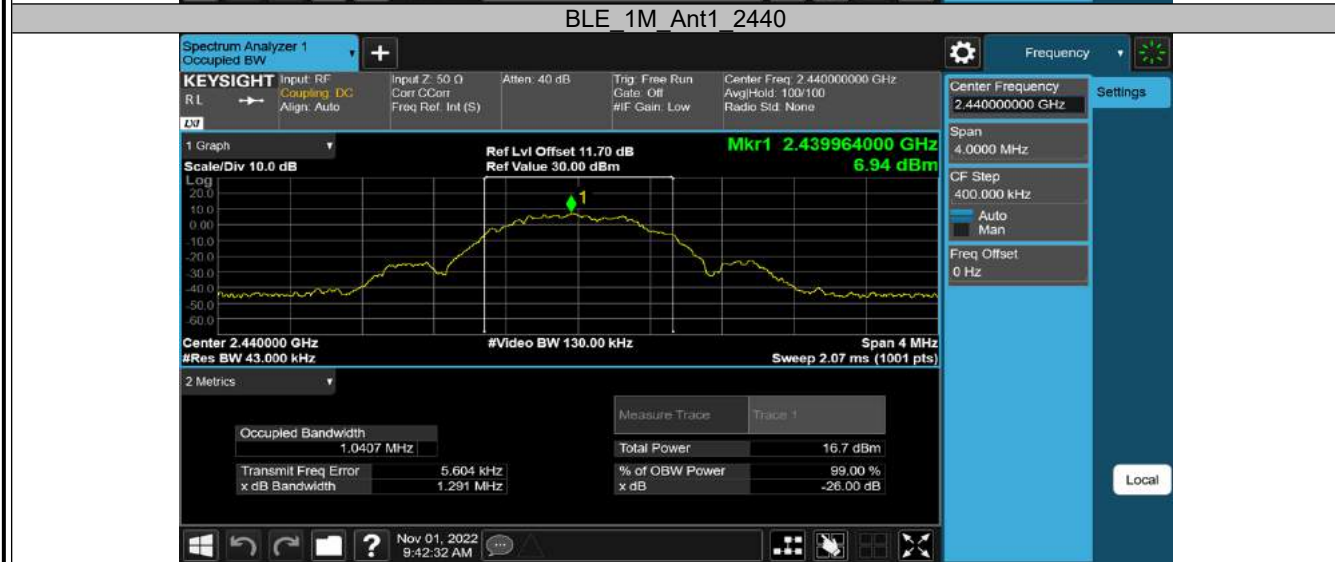 BLE_1M_Ant1_2440
Spectrum Analyzer 1
Occupied BW
+
Frequency
KEYSIGHT
R L
LXI
Input: RF
Coupling: DC
Align: Auto
Input Z: 50 Ω
Corr CCorr
Freq Ref: Int (S)
Atten: 40 dB
Trig: Free Run
Gate: Off
#IF Gain: Low
Center Freq: 2.440000000 GHz
Avg|Hold: 100/100
Radio Std: None
Center Frequency
2.440000000 GHz
Settings
Span
4.0000 MHz
CF Step
400.000 kHz
Auto
Man
Freq Offset
0 Hz
1 Graph
Scale/Div 10.0 dB
Ref Lvl Offset 11.70 dB
Ref Value 30.00 dBm
Mkr1 2.439964000 GHz
6.94 dBm
Log
20.0
10.0
0.00
-10.0
-20.0
-30.0
-40.0
-50.0
-60.0
1
Center 2.440000 GHz
#Res BW 43.000 kHz
#Video BW 130.00 kHz
Span 4 MHz
Sweep 2.07 ms (1001 pts)
2 Metrics
Measure Trace Trace 1
Occupied Bandwidth
1.0407 MHz
Total Power 16.7 dBm
Transmit Freq Error 5.604 kHz
% of OBW Power 99.00 %
x dB Bandwidth 1.291 MHz
x dB -26.00 dB
Local
?
Nov 01, 2022
9:42:32 AM